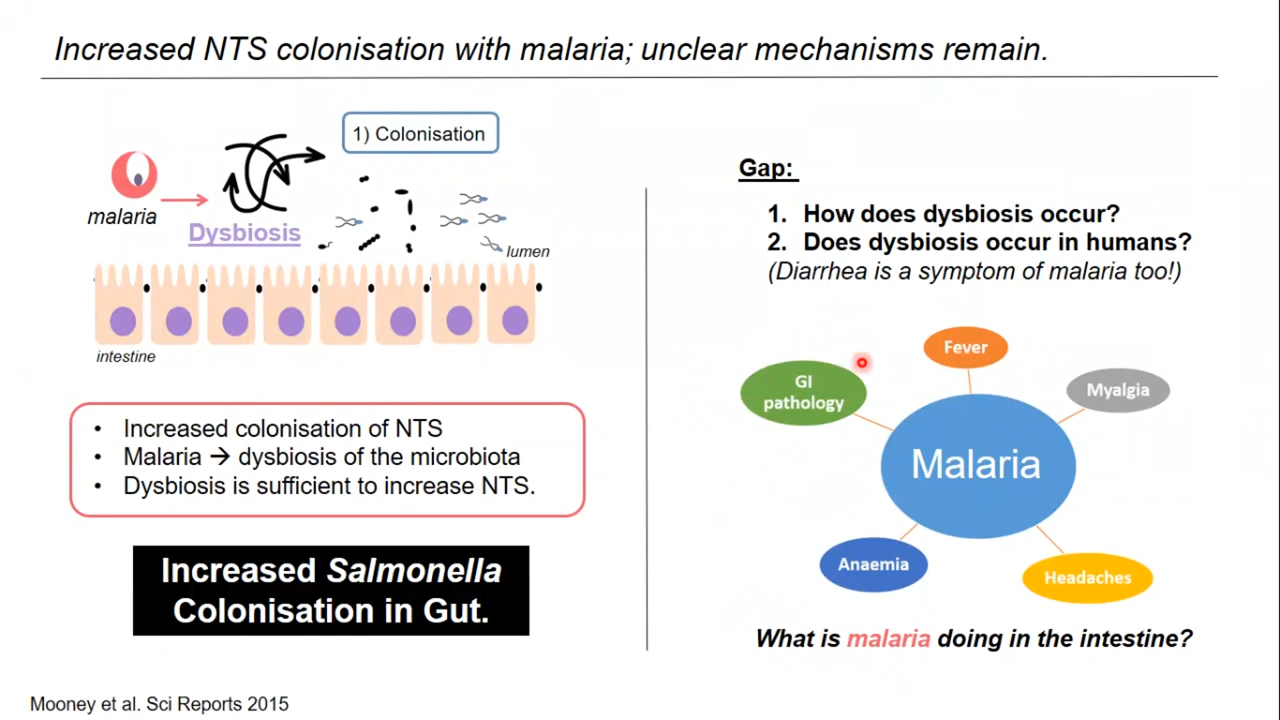 Increased NTS colonisation with malaria; unclear mechanisms remain.
1) Colonisation
malaria
Dysbiosis
lumen
intestine
• Increased colonisation of NTS
• Malaria → dysbiosis of the microbiota
• Dysbiosis is sufficient to increase NTS.
Increased Salmonella
Colonisation in Gut.
Gap:
1. How does dysbiosis occur?
2. Does dysbiosis occur in humans?
(Diarrhea is a symptom of malaria too!)
Fever
GI
pathology
Myalgia
Malaria
Anaemia
Headaches
What is malaria doing in the intestine?
Mooney et al. Sci Reports 2015